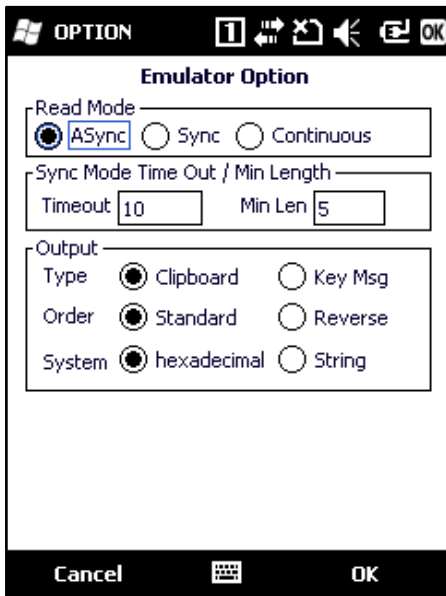 OPTION 1 OK
Emulator Option
Read Mode
ASync Sync Continuous
Sync Mode Time Out / Min Length
Timeout 10 Min Len 5
Output
Type Clipboard Key Msg
Order Standard Reverse
System hexadecimal String
Cancel OK